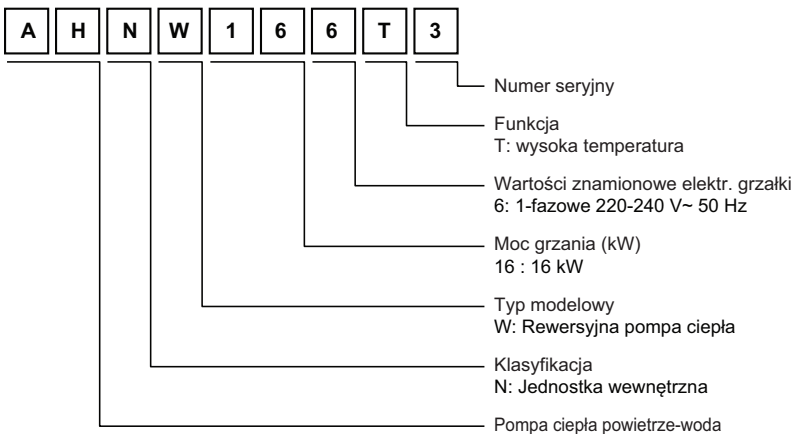 A H N W 1 6 6 T 3
Numer seryjny
Funkcja
T: wysoka temperatura
Wartości znamionowe elektr. grzałki
6: 1-fazowe 220-240 V~ 50 Hz
Moc grzania (kW)
16 : 16 kW
Typ modelowy
W: Rewersyjna pompa ciepła
Klasyfikacja
N: Jednostka wewnętrzna
Pompa ciepła powietrze-woda